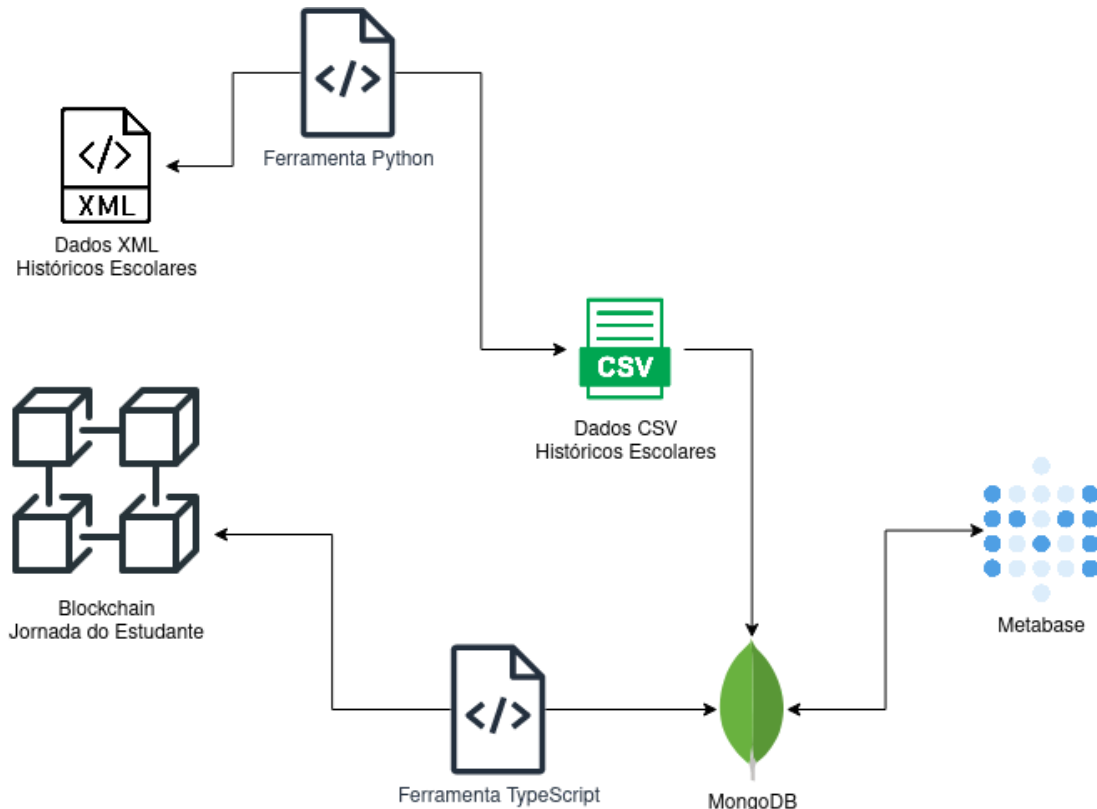 </>
Ferramenta Python
</>
XML
Dados XML
Históricos Escolares
CSV
Dados CSV
Históricos Escolares
Blockchain
Jornada do Estudante
Metabase
</>
Ferramenta TypeScript
MongoDB